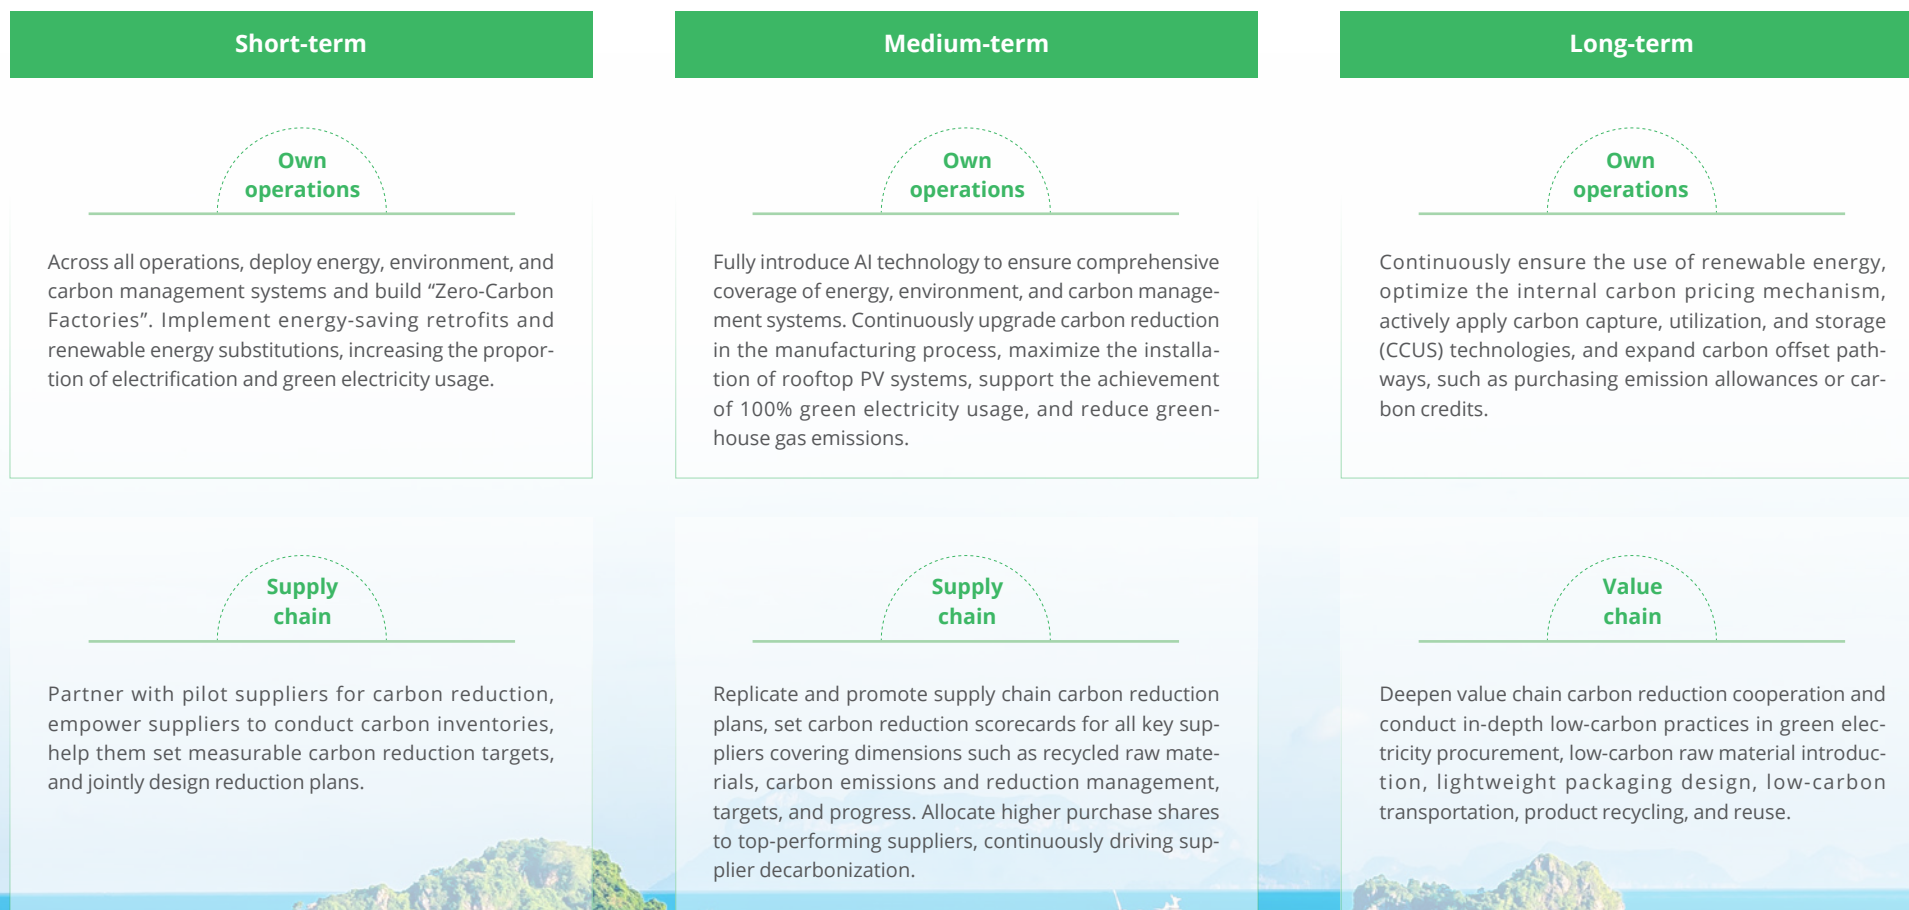 Short-term
Own
operations
Across all operations, deploy energy, environment, and
carbon management systems and build “Zero-Carbon
Factories”. Implement energy-saving retrofits and
renewable energy substitutions, increasing the propor-
tion of electrification and green electricity usage.
Supply
chain
Partner with pilot suppliers for carbon reduction,
empower suppliers to conduct carbon inventories,
help them set measurable carbon reduction targets,
and jointly design reduction plans.
Medium-term
Own
operations
Fully introduce AI technology to ensure comprehensive
coverage of energy, environment, and carbon manage-
ment systems. Continuously upgrade carbon reduction
in the manufacturing process, maximize the installa-
tion of rooftop PV systems, support the achievement
of 100% green electricity usage, and reduce green-
house gas emissions.
Supply
chain
Replicate and promote supply chain carbon reduction
plans, set carbon reduction scorecards for all key sup-
pliers covering dimensions such as recycled raw mate-
rials, carbon emissions and reduction management,
targets, and progress. Allocate higher purchase shares
to top-performing suppliers, continuously driving sup-
plier decarbonization.
Long-term
Own
operations
Continuously ensure the use of renewable energy,
optimize the internal carbon pricing mechanism,
actively apply carbon capture, utilization, and storage
(CCUS) technologies, and expand carbon offset path-
ways, such as purchasing emission allowances or car-
bon credits.
Value
chain
Deepen value chain carbon reduction cooperation and
conduct in-depth low-carbon practices in green elec-
tricity procurement, low-carbon raw material introduc-
tion, lightweight packaging design, low-carbon
transportation, product recycling, and reuse.